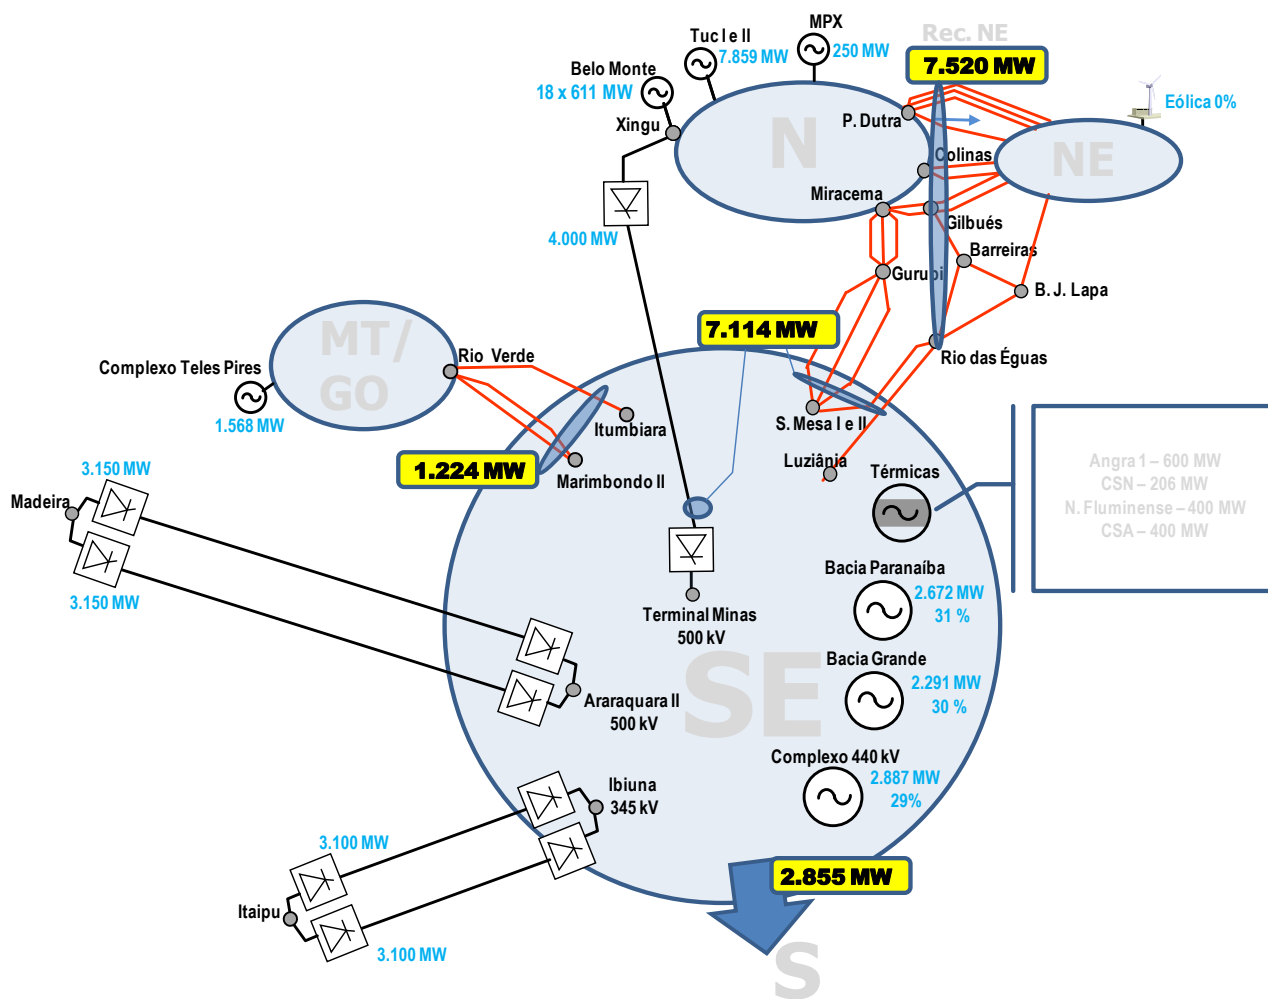 MPX
250 MW
Tuc I e II
7.859 MW
Rec. NE
7.520 MW
Belo Monte
18 x 611 MW
Xingu
N
P. Dutra
Eólica 0%
NE
Colinas
Miracema
Gilbués
Barreiras
Gurupi
B. J. Lapa
4.000 MW
7.114 MW
Rio das Éguas
MT/
GO
Rio Verde
Complexo Teles Pires
1.568 MW
Itumbiara
S. Mesa I e II
1.224 MW
Marimbondo II
Luziânia
Térmicas
Angra 1 – 600 MW
CSN – 206 MW
N. Fluminense – 400 MW
CSA – 400 MW
3.150 MW
Madeira
3.150 MW
Bacia Paranaíba
2.672 MW
31 %
Terminal Minas
500 kV
Bacia Grande
2.291 MW
30 %
SE
Araraquara II
500 kV
Complexo 440 kV
2.887 MW
29%
Ibiuna
345 kV
3.100 MW
Itaipu
3.100 MW
2.855 MW
S